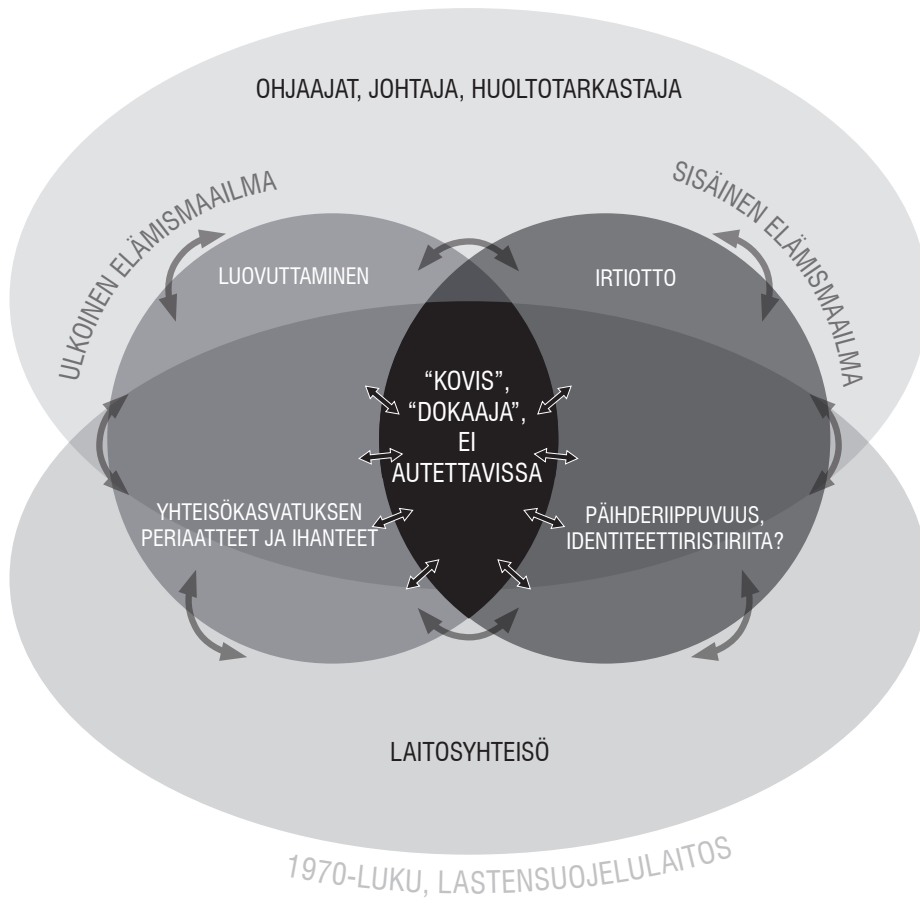 OHJAAJAT, JOHTAJA, HUOLTOTARKASTAJA
ULKOINEN ELÄMISMAAILMA
SISÄINEN ELÄMISMAAILMA
LUOVUTTAMINEN
IRTIOTTO
“KOVIS”,
“DOKAAJA”,
EI
AUTETTAVISSA
YHTEISÖKASVATUKSEN
PERIAATTEET JA IHANTEET
PÄIHDERIIPPUVUUS,
IDENTITEETTIRISTIRIITA?
LAITOSYHTEISÖ
1970-LUKU, LASTENSUOJELULAITOS